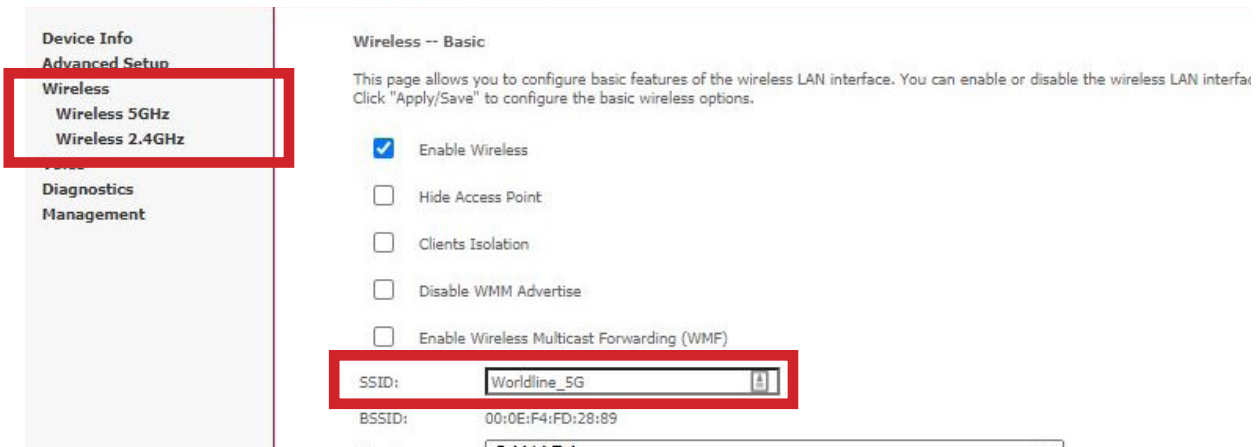 Device Info
Advanced Setup
Wireless
Wireless 5GHz
Wireless 2.4GHz
Diagnostics
Management
Wireless -- Basic
This page allows you to configure basic features of the wireless LAN interface. You can enable or disable the wireless LAN
Click "Apply/Save" to configure the basic wireless options.
Enable Wireless
Hide Access Point
Clients Isolation
Disable WMM Advertise
Enable Wireless Multicast Forwarding (WMF)
SSID: Worldline_5G
BSSID: 00:0E:F4:FD:28:89